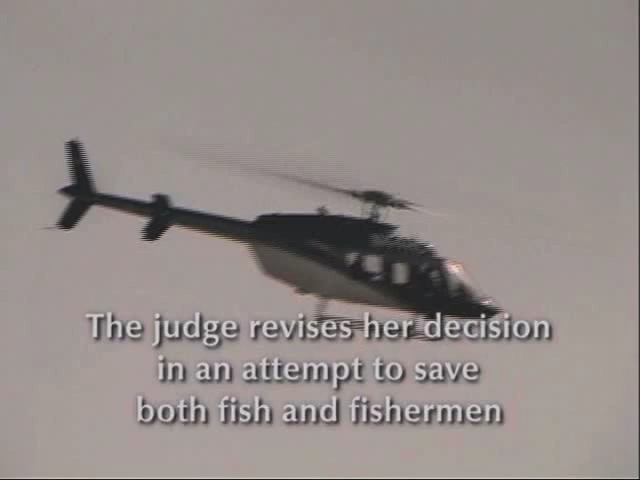 The judge revises her decision
in an attempt to save
both fish and fishermen